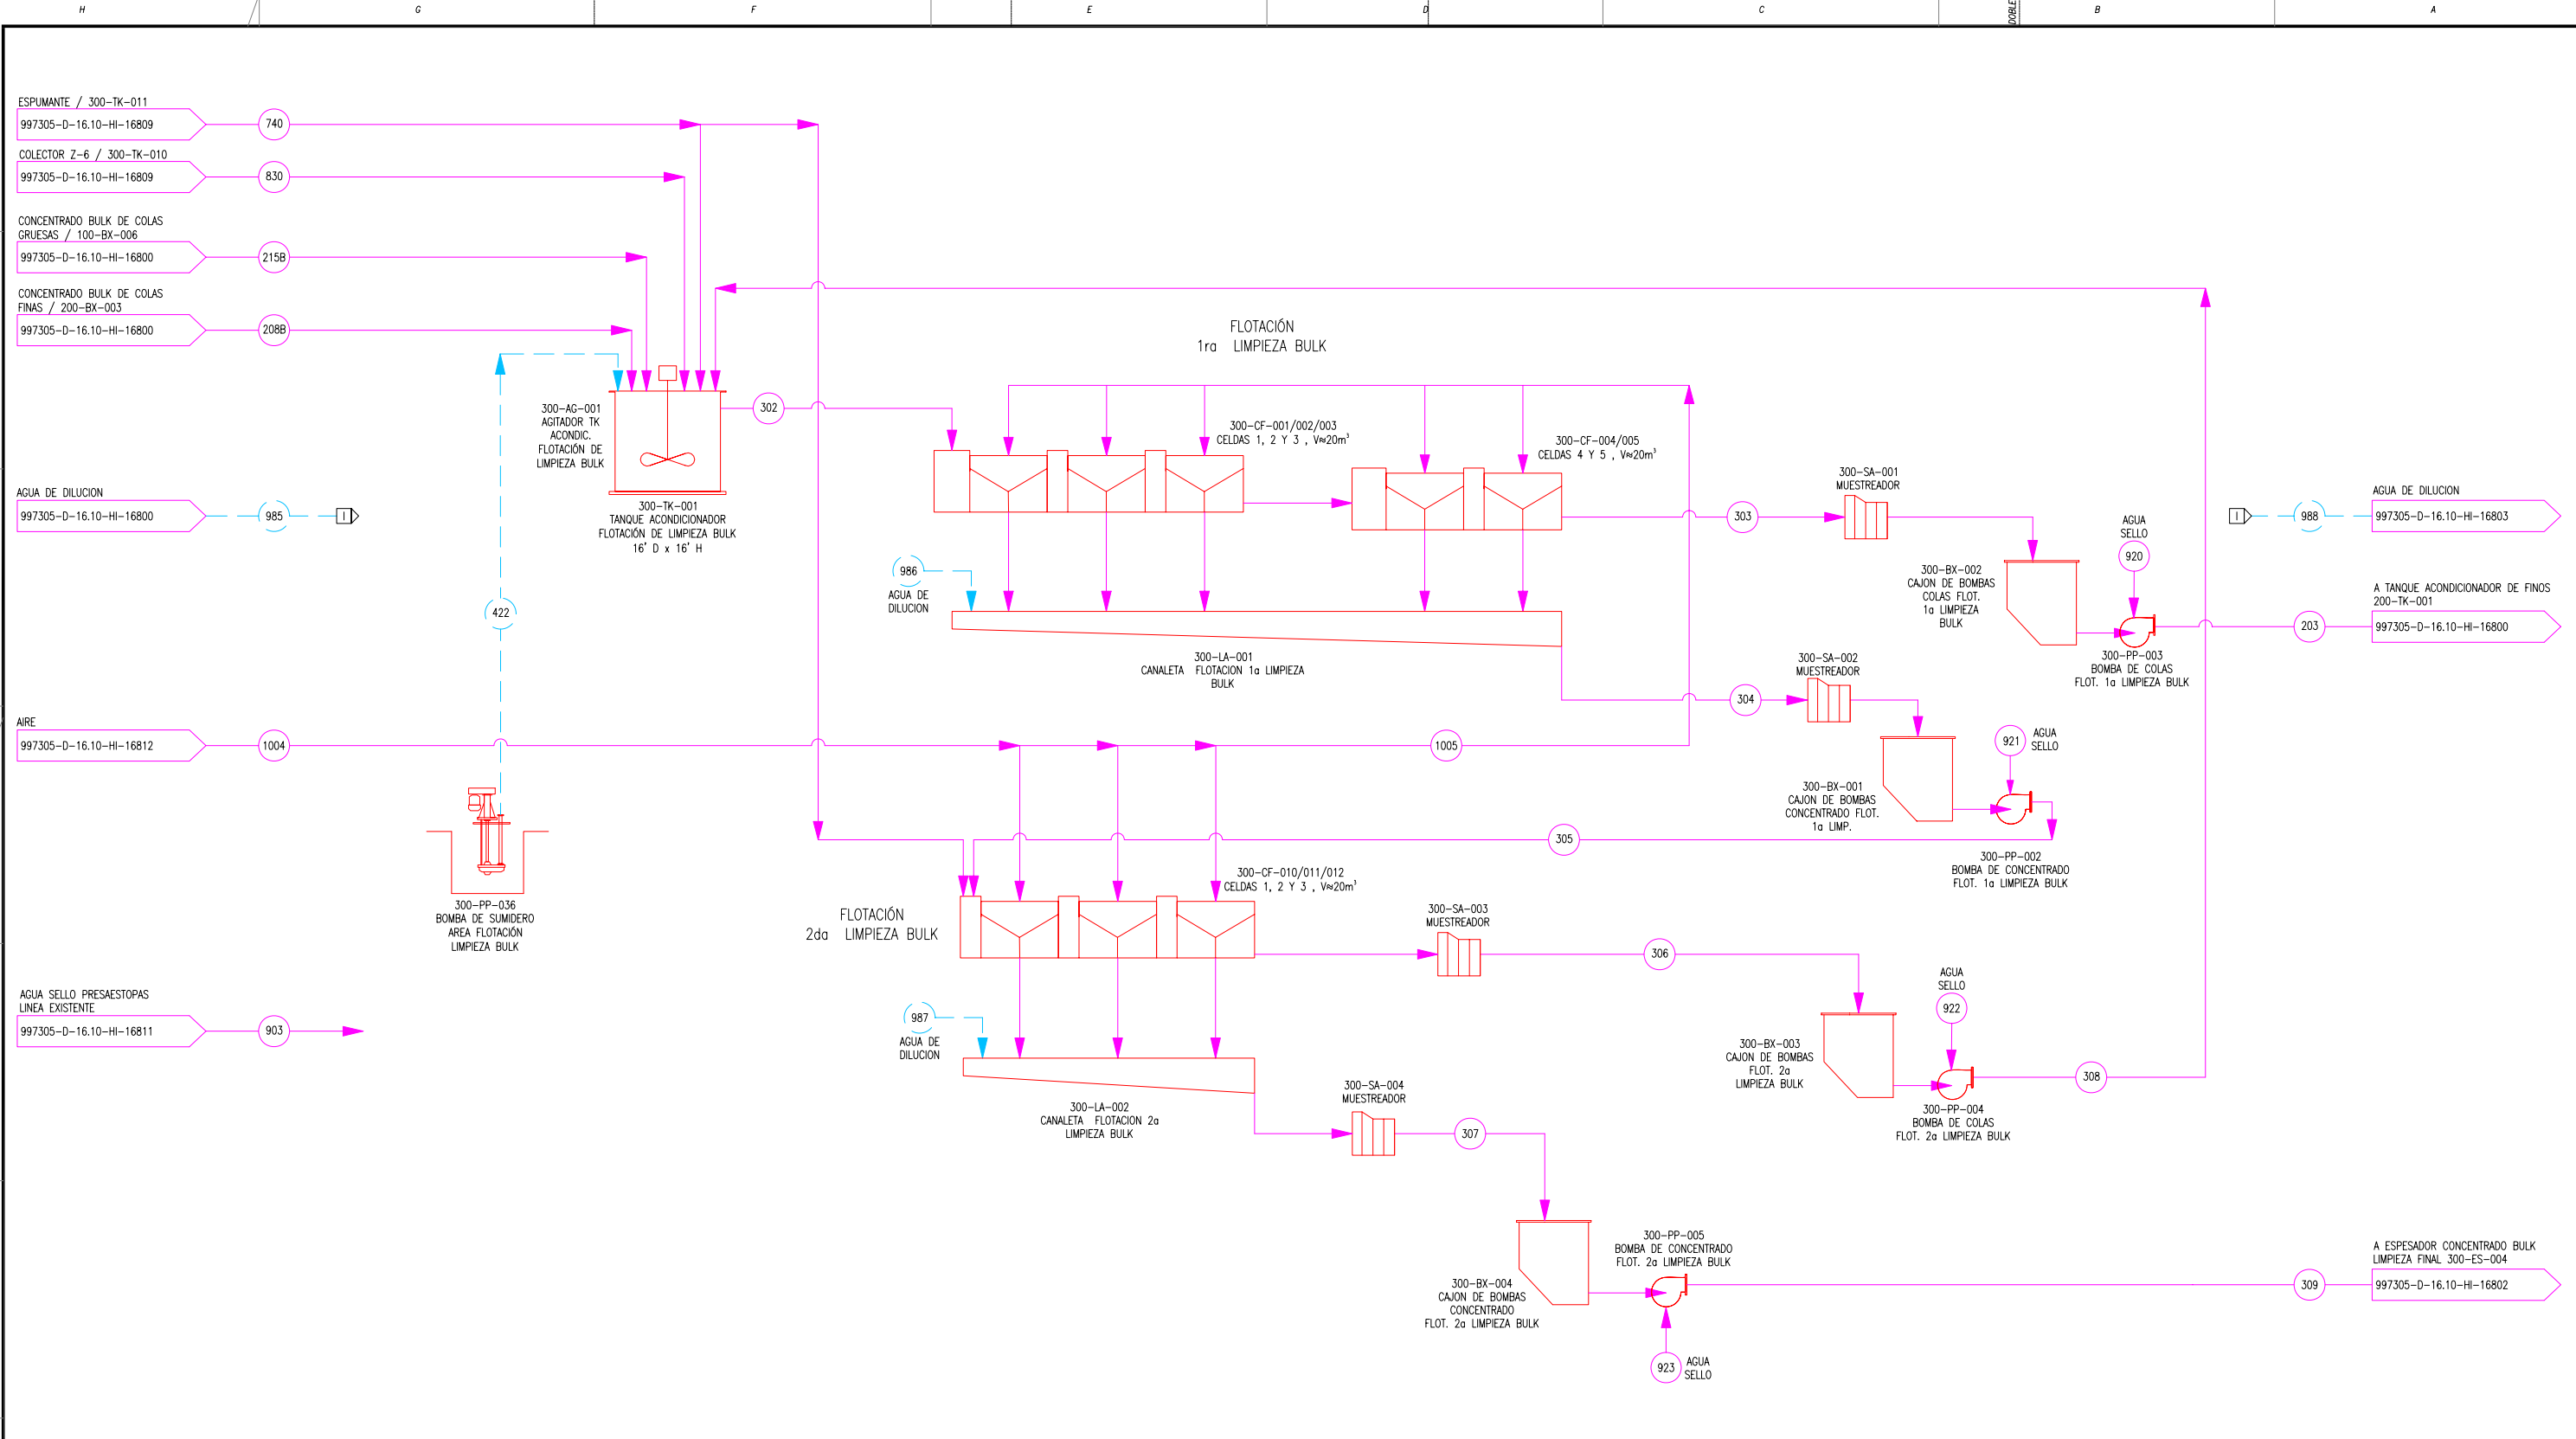 H
G
F
E
D
C
DOBLE
B
A
ESPUMANTE / 300-TK-011
997305-D-16.10-HI-16809
740
COLECTOR Z-6 / 300-TK-010
997305-D-16.10-HI-16809
830
CONCENTRADO BULK DE COLAS
GRUESAS / 100-BX-006
997305-D-16.10-HI-16800
215B
CONCENTRADO BULK DE COLAS
FINAS / 200-BX-003
997305-D-16.10-HI-16800
208B
FLOTACIÓN
1ra LIMPIEZA BULK
300-AG-001
AGITADOR TK
ACONDIC.
FLOTACIÓN DE
LIMPIEZA BULK
302
300-CF-001/002/003
CELDAS 1, 2 Y 3 , V≈20m³
300-CF-004/005
CELDAS 4 Y 5 , V≈20m³
300-SA-001
MUESTREADOR
AGUA DE DILUCION
997305-D-16.10-HI-16800
985
I
300-TK-001
TANQUE ACONDICIONADOR
FLOTACIÓN DE LIMPIEZA BULK
16' D x 16' H
303
I
988
AGUA DE DILUCION
997305-D-16.10-HI-16803
AGUA
SELLO
920
986
AGUA DE
DILUCION
300-BX-002
CAJON DE BOMBAS
COLAS FLOT.
1a LIMPIEZA
BULK
A TANQUE ACONDICIONADOR DE FINOS
200-TK-001
997305-D-16.10-HI-16800
203
422
300-LA-001
CANALETA FLOTACION 1a LIMPIEZA
BULK
300-SA-002
MUESTREADOR
300-PP-003
BOMBA DE COLAS
FLOT. 1a LIMPIEZA BULK
304
AIRE
997305-D-16.10-HI-16812
1004
1005
921
AGUA
SELLO
300-BX-001
CAJON DE BOMBAS
CONCENTRADO FLOT.
1a LIMP.
305
300-PP-002
BOMBA DE CONCENTRADO
FLOT. 1a LIMPIEZA BULK
300-CF-010/011/012
CELDAS 1, 2 Y 3 , V≈20m³
300-PP-036
BOMBA DE SUMIDERO
AREA FLOTACIÓN
LIMPIEZA BULK
FLOTACIÓN
2da LIMPIEZA BULK
300-SA-003
MUESTREADOR
306
AGUA
SELLO
922
AGUA SELLO PRESAESTOPAS
LINEA EXISTENTE
997305-D-16.10-HI-16811
903
987
AGUA DE
DILUCION
300-BX-003
CAJON DE BOMBAS
FLOT. 2a
LIMPIEZA BULK
308
300-SA-004
MUESTREADOR
300-LA-002
CANALETA FLOTACION 2a
LIMPIEZA BULK
300-PP-004
BOMBA DE COLAS
FLOT. 2a LIMPIEZA BULK
307
300-PP-005
BOMBA DE CONCENTRADO
FLOT. 2a LIMPIEZA BULK
300-BX-004
CAJON DE BOMBAS
CONCENTRADO
FLOT. 2a LIMPIEZA BULK
309
A ESPESADOR CONCENTRADO BULK
LIMPIEZA FINAL 300-ES-004
997305-D-16.10-HI-16802
923
AGUA
SELLO